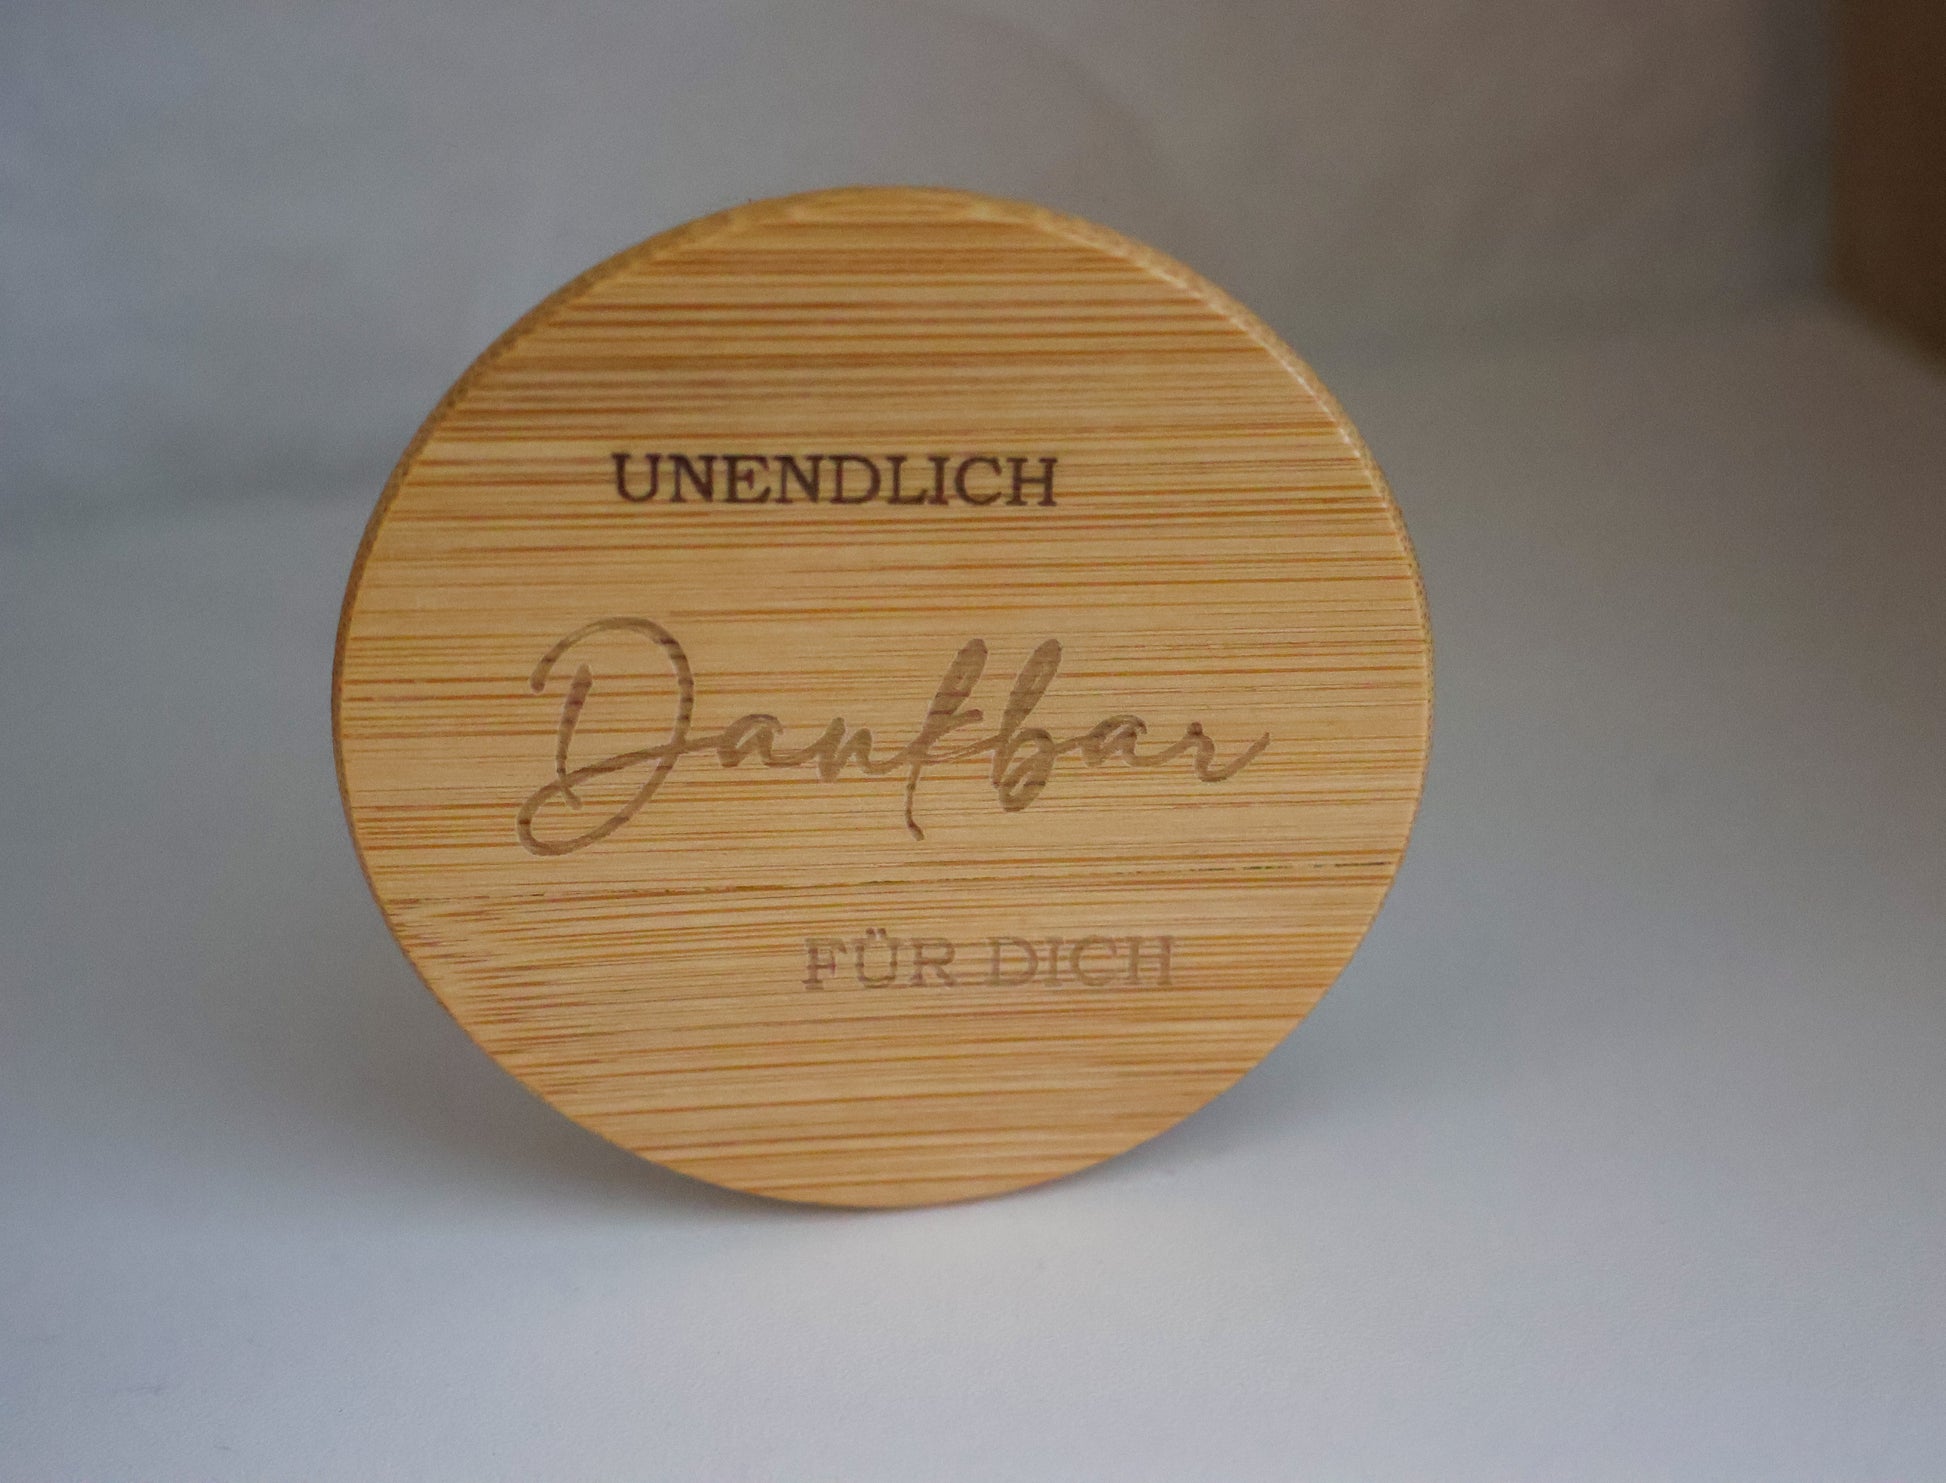 UNENDLICH
Dankbar
FÜR DICH